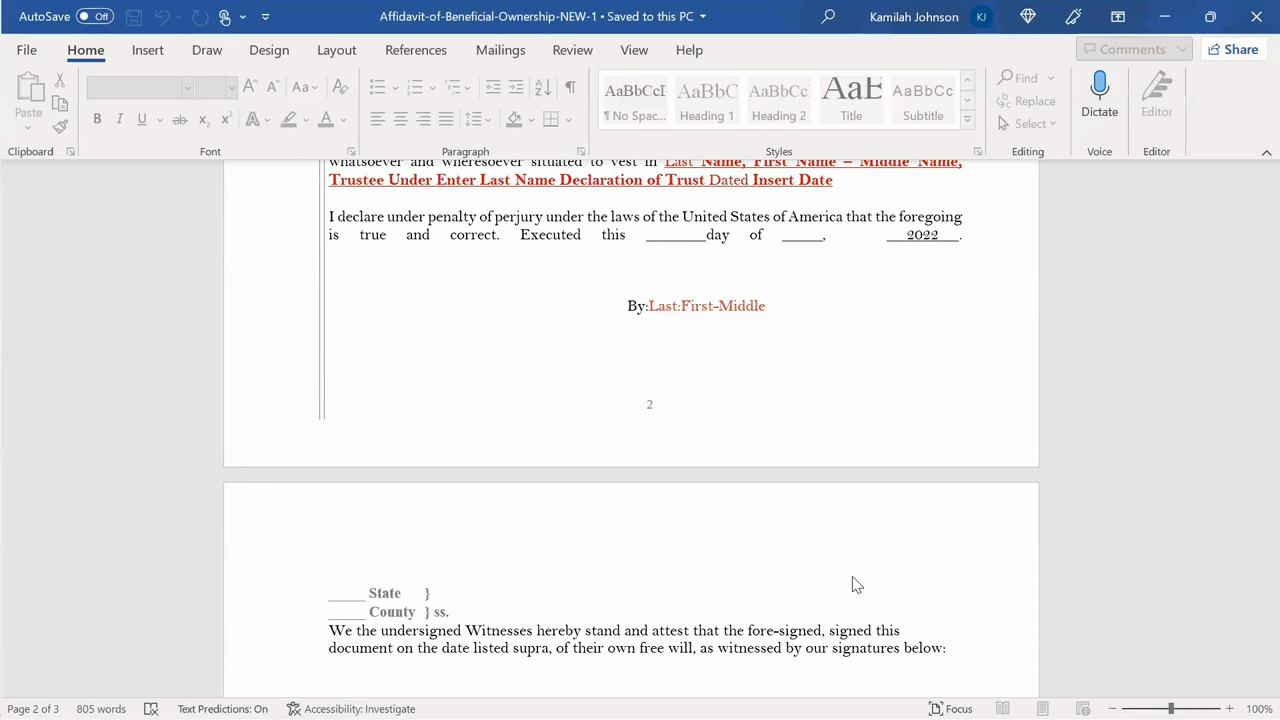 AutoSave Off Affidavit-of-Beneficial-Ownership-NEW-1 • Saved to this PC Kamilah Johnson KJ
File Home Insert Draw Design Layout References Mailings Review View Help Comments Share
Paste
Aa
B I U ab x₂ x² A A
AaBbCcD AaBbC AaBbCc AaB AaBbCc
¶ No Spac... Heading 1 Heading 2 Title Subtitle
Find
Replace
Select
Dictate
Editor
Clipboard Font Paragraph Styles Editing Voice Editor
whatsoever and wheresoever situated to vest in Last Name, First Name – Middle Name,
Trustee Under Enter Last Name Declaration of Trust Dated Insert Date
I declare under penalty of perjury under the laws of the United States of America that the foregoing
is true and correct. Executed this ________day of _____, __2022__.
By:Last:First-Middle
2
_____ State }
_____ County } ss.
We the undersigned Witnesses hereby stand and attest that the fore-signed, signed this
document on the date listed supra, of their own free will, as witnessed by our signatures below:
Page 2 of 3 805 words Text Predictions: On Accessibility: Investigate Focus 100%